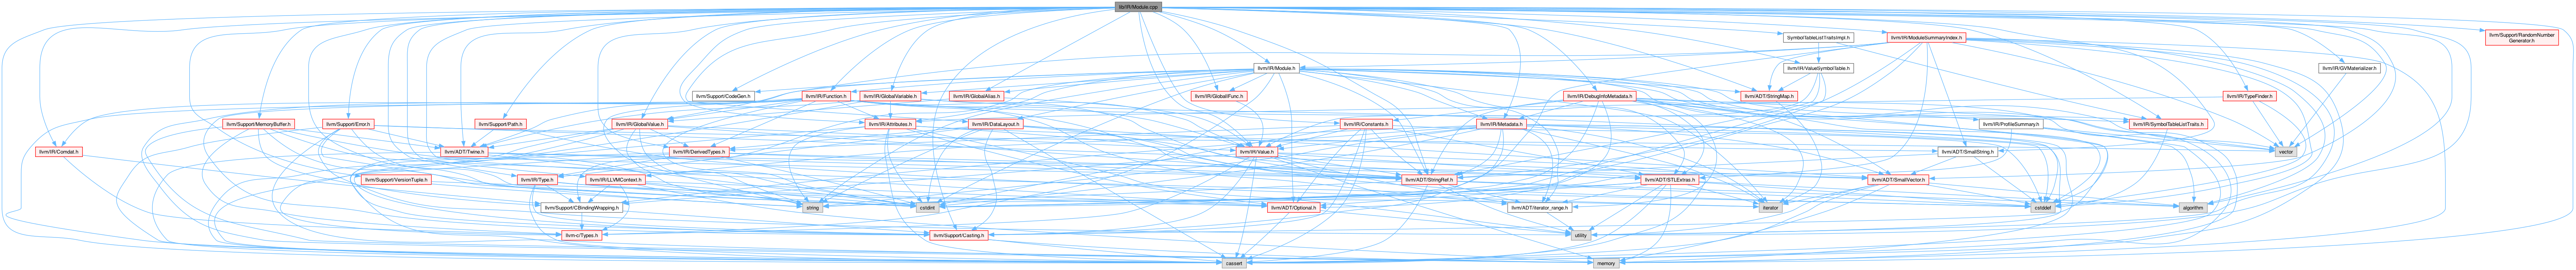 lib/IR/Module.cpp
SymbolTableListTraitsImpl.h
llvm/IR/ModuleSummaryIndex.h
llvm/Support/RandomNumber
Generator.h
llvm/IR/Module.h
llvm/IR/ValueSymbolTable.h
llvm/IR/GVMaterializer.h
llvm/Support/CodeGen.h
llvm/IR/Function.h
llvm/IR/GlobalVariable.h
llvm/IR/GlobalAlias.h
llvm/IR/GlobalIFunc.h
llvm/IR/DebugInfoMetadata.h
llvm/ADT/StringMap.h
llvm/IR/TypeFinder.h
llvm/Support/MemoryBuffer.h
llvm/Support/Error.h
llvm/Support/Path.h
llvm/IR/GlobalValue.h
llvm/IR/Attributes.h
llvm/IR/DataLayout.h
llvm/IR/Constants.h
llvm/IR/Metadata.h
llvm/IR/ProfileSummary.h
llvm/IR/SymbolTableListTraits.h
llvm/IR/Comdat.h
llvm/ADT/Twine.h
llvm/IR/DerivedTypes.h
llvm/IR/Value.h
llvm/ADT/SmallString.h
vector
llvm/Support/VersionTuple.h
llvm/IR/Type.h
llvm/IR/LLVMContext.h
llvm/ADT/StringRef.h
llvm/ADT/STLExtras.h
llvm/ADT/SmallVector.h
llvm/Support/CBindingWrapping.h
string
cstdint
llvm/ADT/Optional.h
llvm/ADT/iterator_range.h
iterator
cstddef
algorithm
llvm-c/Types.h
llvm/Support/Casting.h
utility
cassert
memory